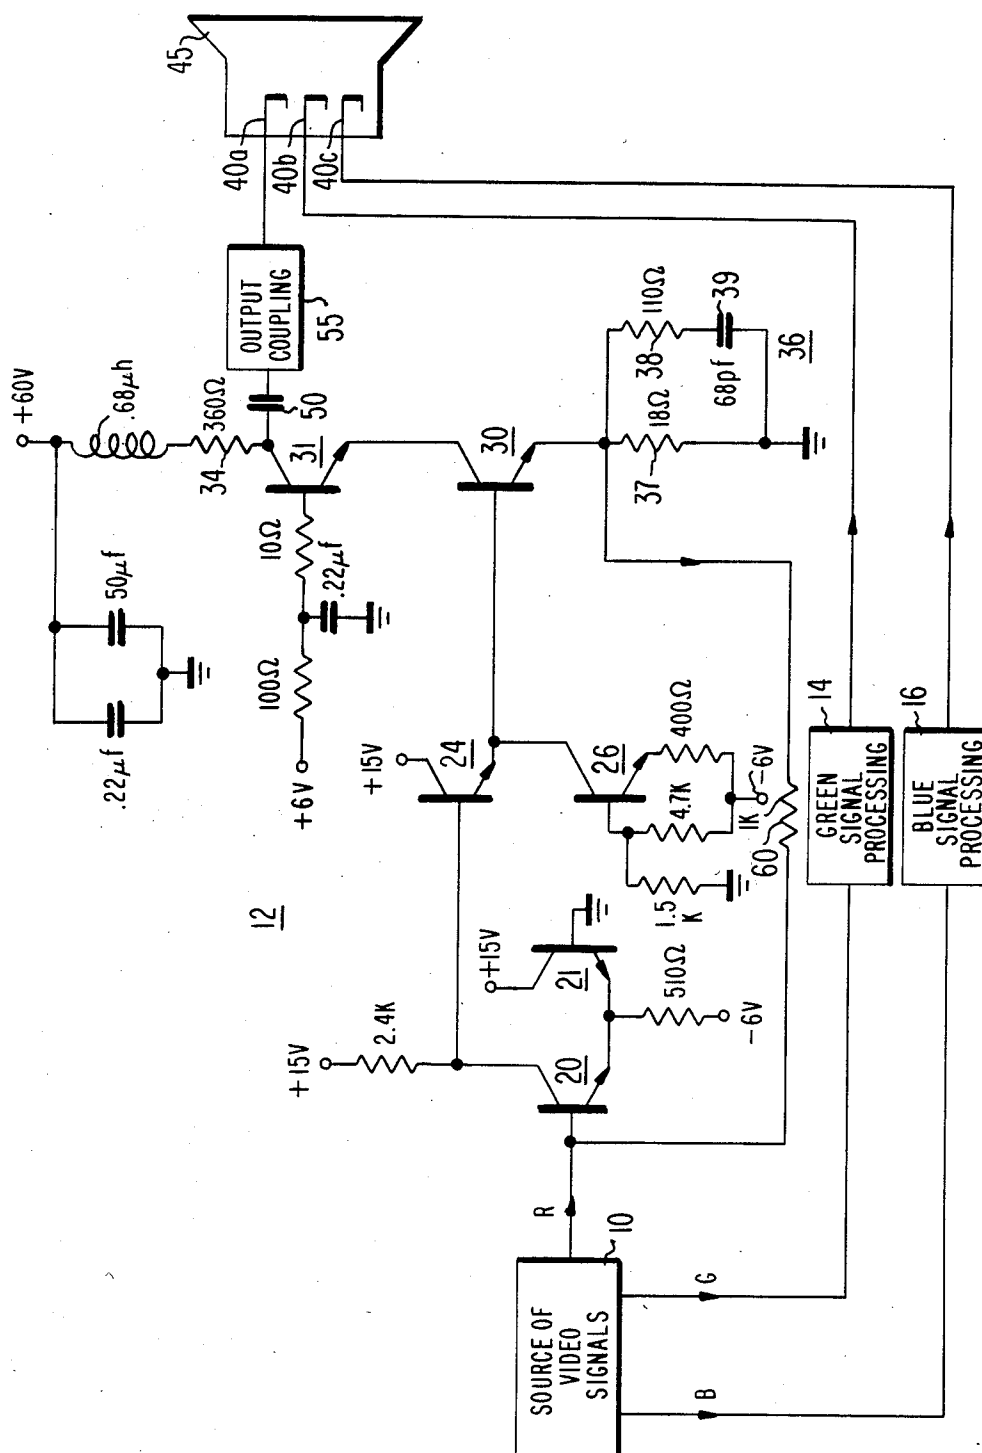 SOURCE OF
VIDEO
SIGNALS
10
R
G
B
12
+15V
2.4K
20
+15V
21
510Ω
-6V
+15V
24
26
1.5
K
4.7K
400Ω
-6V
1K
60
+6V
100Ω
10Ω
.22µf
.22µf
50µf
+60V
.68µh
360Ω
34
31
30
50
OUTPUT
COUPLING
55
18Ω
37
110Ω
38
68pf
39
36
40a
40b
40c
45
GREEN
SIGNAL
PROCESSING
14
BLUE
SIGNAL
PROCESSING
16